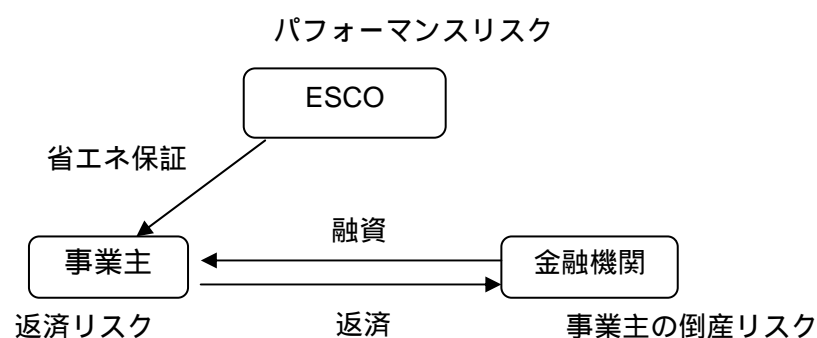 パフォーマンスリスク
ESCO
省エネ保証
融資
事業主
金融機関
返済リスク
返済
事業主の倒産リスク